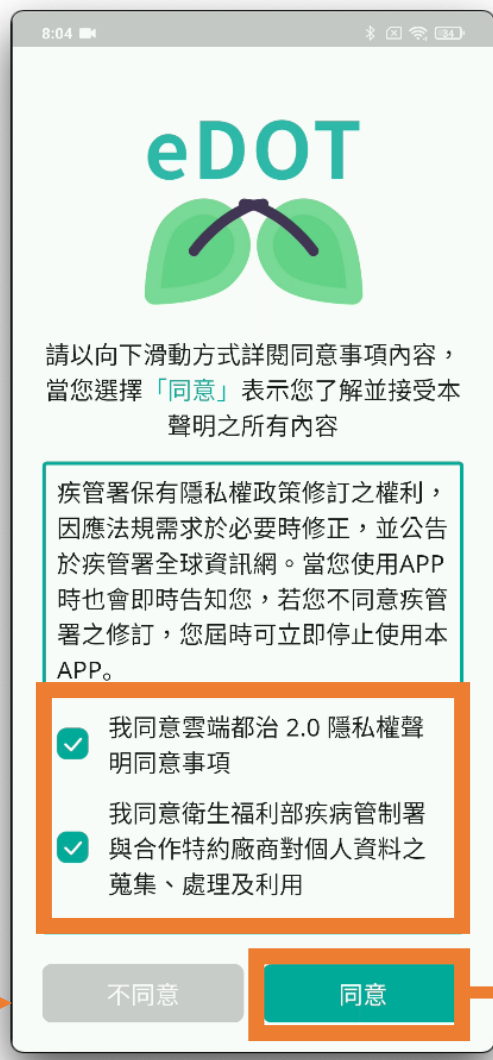 8:04
34
eDOT
請以向下滑動方式詳閱同意事項內容，
當您選擇「同意」表示您了解並接受本
聲明之所有內容
疾管署保有隱私權政策修訂之權利，
因應法規需求於必要時修正，並公告
於疾管署全球資訊網。當您使用APP
時也會即時告知您，若您不同意疾管
署之修訂，您屆時可立即停止使用本
APP。
我同意雲端都治 2.0 隱私權聲
明同意事項
我同意衛生福利部疾病管制署
與合作特約廠商對個人資料之
蒐集、處理及利用
不同意
同意